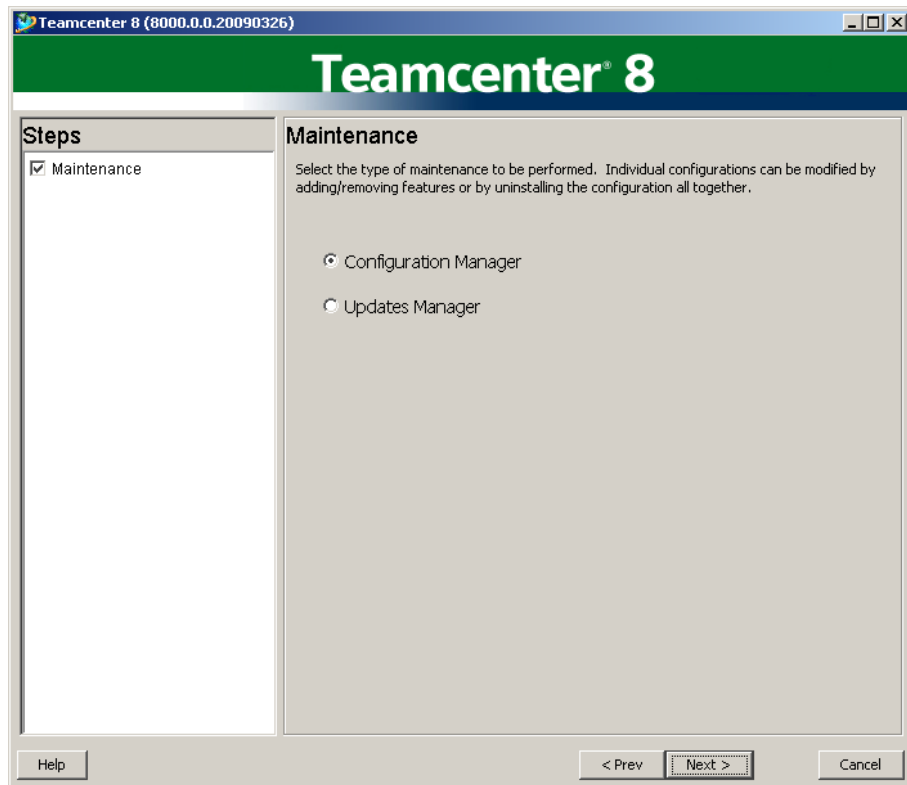 Teamcenter 8 (8000.0.0.20090326)
Teamcenter® 8
Steps
Maintenance
Maintenance
Select the type of maintenance to be performed. Individual configurations can be modified by
adding/removing features or by uninstalling the configuration all together.
Configuration Manager
Updates Manager
Help
< Prev
Next >
Cancel